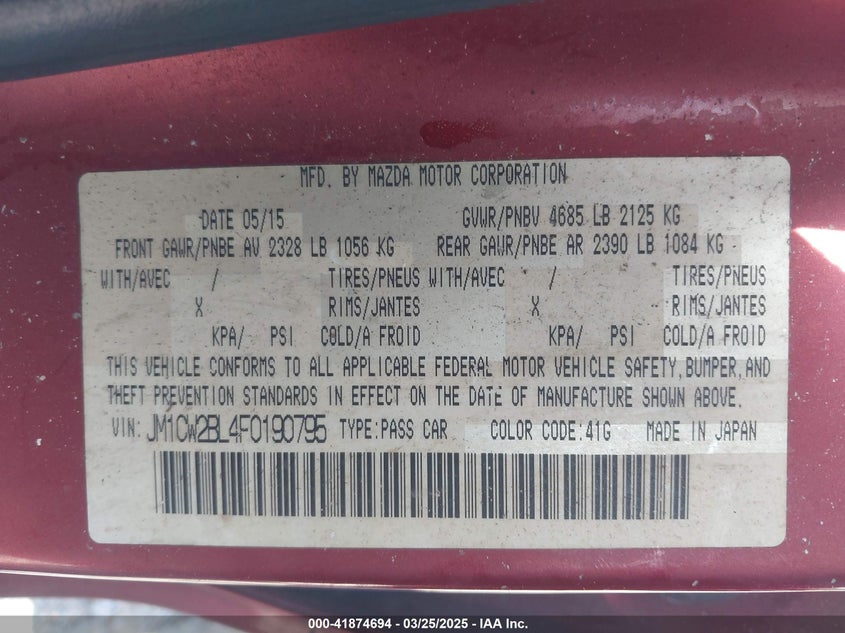 MFD. BY MAZDA MOTOR CORPORATION
DATE 05/15 GVWR/PNBV 4685 LB 2125 KG
FRONT GAWR/PNBE AV 2328 LB 1056 KG REAR GAWR/PNBE AR 2390 LB 1084 KG
WITH/AVEC / TIRES/PNEUS WITH/AVEC / TIRES/PNEUS
X RIMS/JANTES X RIMS/JANTES
KPA/ PSI COLD/A FROID KPA/ PSI COLD/A FROID
THIS VEHICLE CONFORMS TO ALL APPLICABLE FEDERAL MOTOR VEHICLE SAFETY, BUMPER, AND
THEFT PREVENTION STANDARDS IN EFFECT ON THE DATE OF MANUFACTURE SHOWN ABOVE.
VIN: JM1CW2BL4F0190795 TYPE:PASS CAR COLOR CODE:41G MADE IN JAPAN
000-41874694 — 03/25/2025 — IAA Inc.